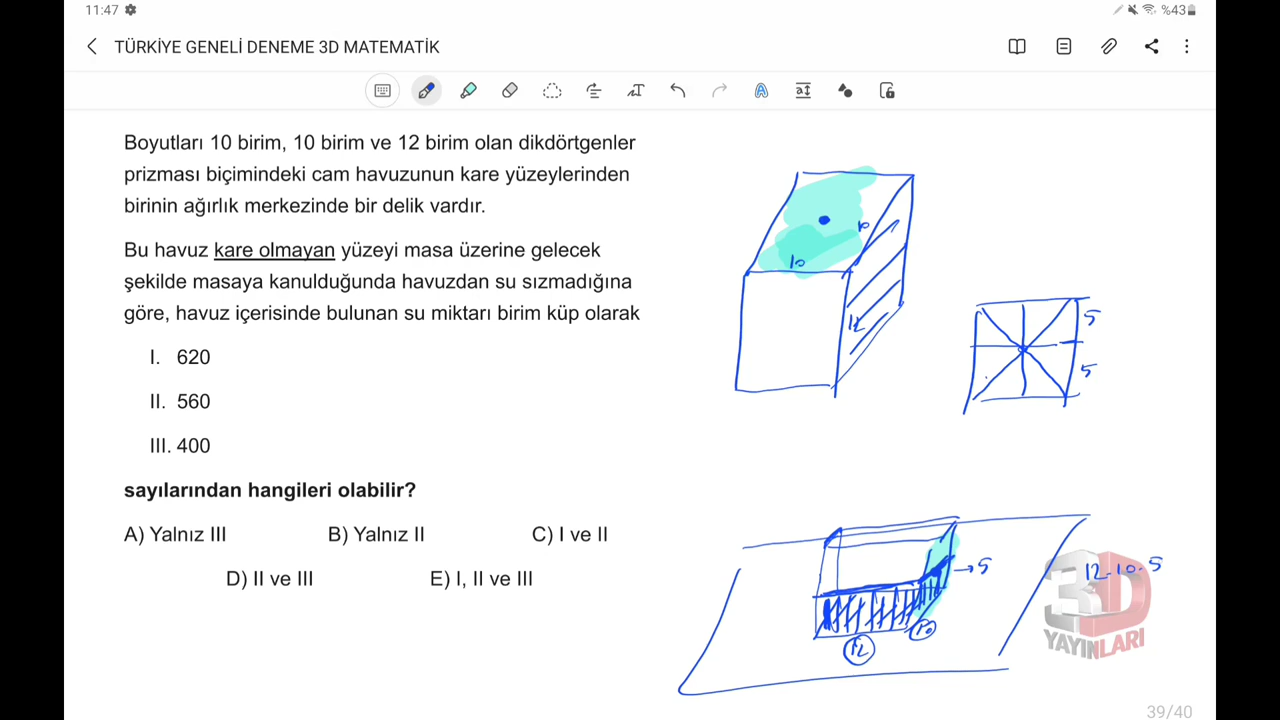 11:47
%43
TÜRKİYE GENELİ DENEME 3D MATEMATİK
Boyutları 10 birim, 10 birim ve 12 birim olan dikdörtgenler
prizması biçimindeki cam havuzunun kare yüzeylerinden
birinin ağırlık merkezinde bir delik vardır.
Bu havuz kare olmayan yüzeyi masa üzerine gelecek
şekilde masaya kanulduğunda havuzdan su sızmadığına
göre, havuz içerisinde bulunan su miktarı birim küp olarak
I. 620
II. 560
III. 400
sayılarından hangileri olabilir?
A) Yalnız III B) Yalnız II C) I ve II
D) II ve III E) I, II ve III
10
10
12
5
5
5
12
10
12.10.5
3D
YAYINLARI
39/40